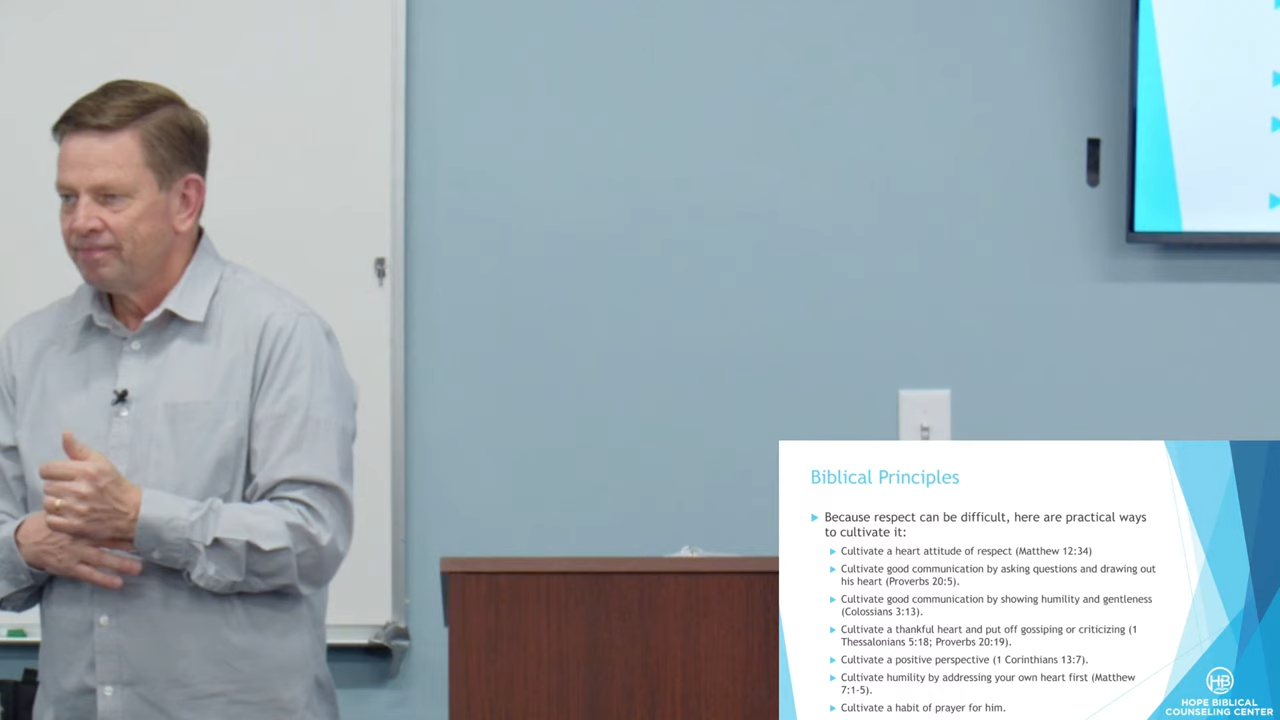 Biblical Principles
Because respect can be difficult, here are practical ways
to cultivate it:
Cultivate a heart attitude of respect (Matthew 12:34)
Cultivate good communication by asking questions and drawing out
his heart (Proverbs 20:5).
Cultivate good communication by showing humility and gentleness
(Colossians 3:13).
Cultivate a thankful heart and put off gossiping or criticizing (1
Thessalonians 5:18; Proverbs 20:19).
Cultivate a positive perspective (1 Corinthians 13:7).
Cultivate humility by addressing your own heart first (Matthew
7:1-5).
Cultivate a habit of prayer for him.
HB
HOPE BIBLICAL
COUNSELING CENTER